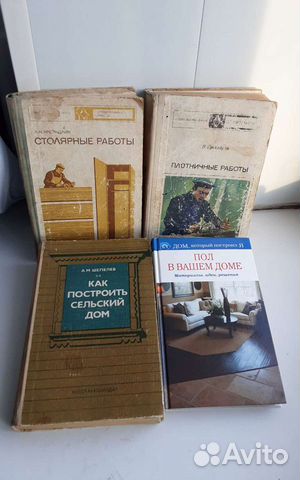 СТОЛЯРНЫЕ РАБОТЫ
ПЛОТНИЧНЫЕ РАБОТЫ
А.М. ШЕПЕЛЕВ
КАК
ПОСТРОИТЬ
СЕЛЬСКИЙ
ДОМ
ДОМ, который построил Я
ПОЛ
В ВАШЕМ ДОМЕ
Материалы, идеи, решения
Avito